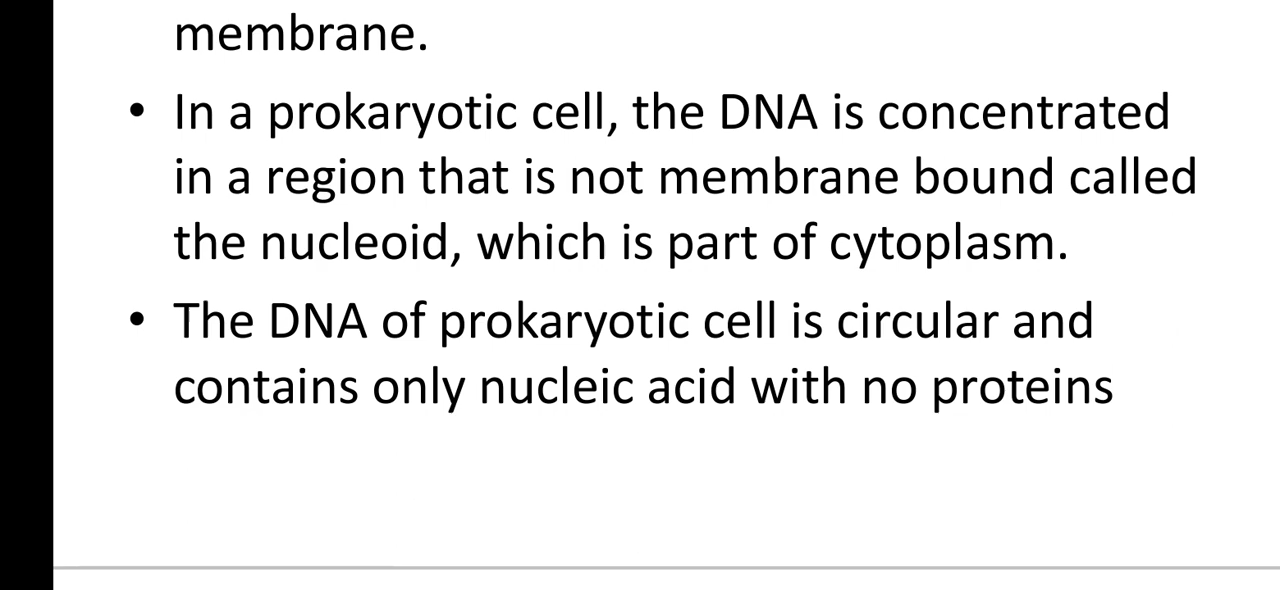 membrane.
• In a prokaryotic cell, the DNA is concentrated
in a region that is not membrane bound called
the nucleoid, which is part of cytoplasm.
• The DNA of prokaryotic cell is circular and
contains only nucleic acid with no proteins